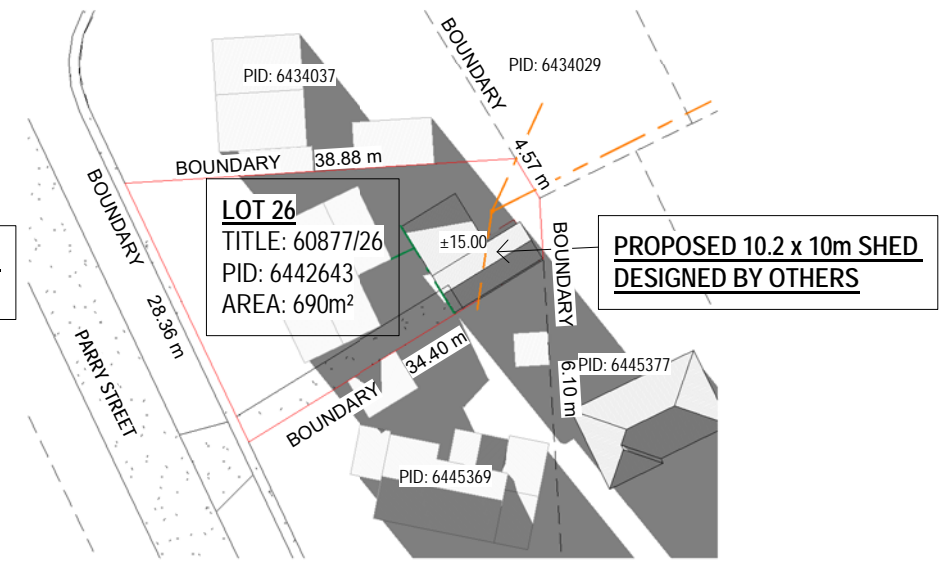 BOUNDARY
PID: 6434029
PID: 6434037
4.57 m
BOUNDARY 38.88 m
BOUNDARY
LOT 26
TITLE: 60877/26
PID: 6442643
AREA: 690m²
±15.00
BOUNDARY
PROPOSED 10.2 x 10m SHED
DESIGNED BY OTHERS
28.36 m
PARRY STREET
BOUNDARY 34.40 m
6.10 m
PID: 6445377
PID: 6445369